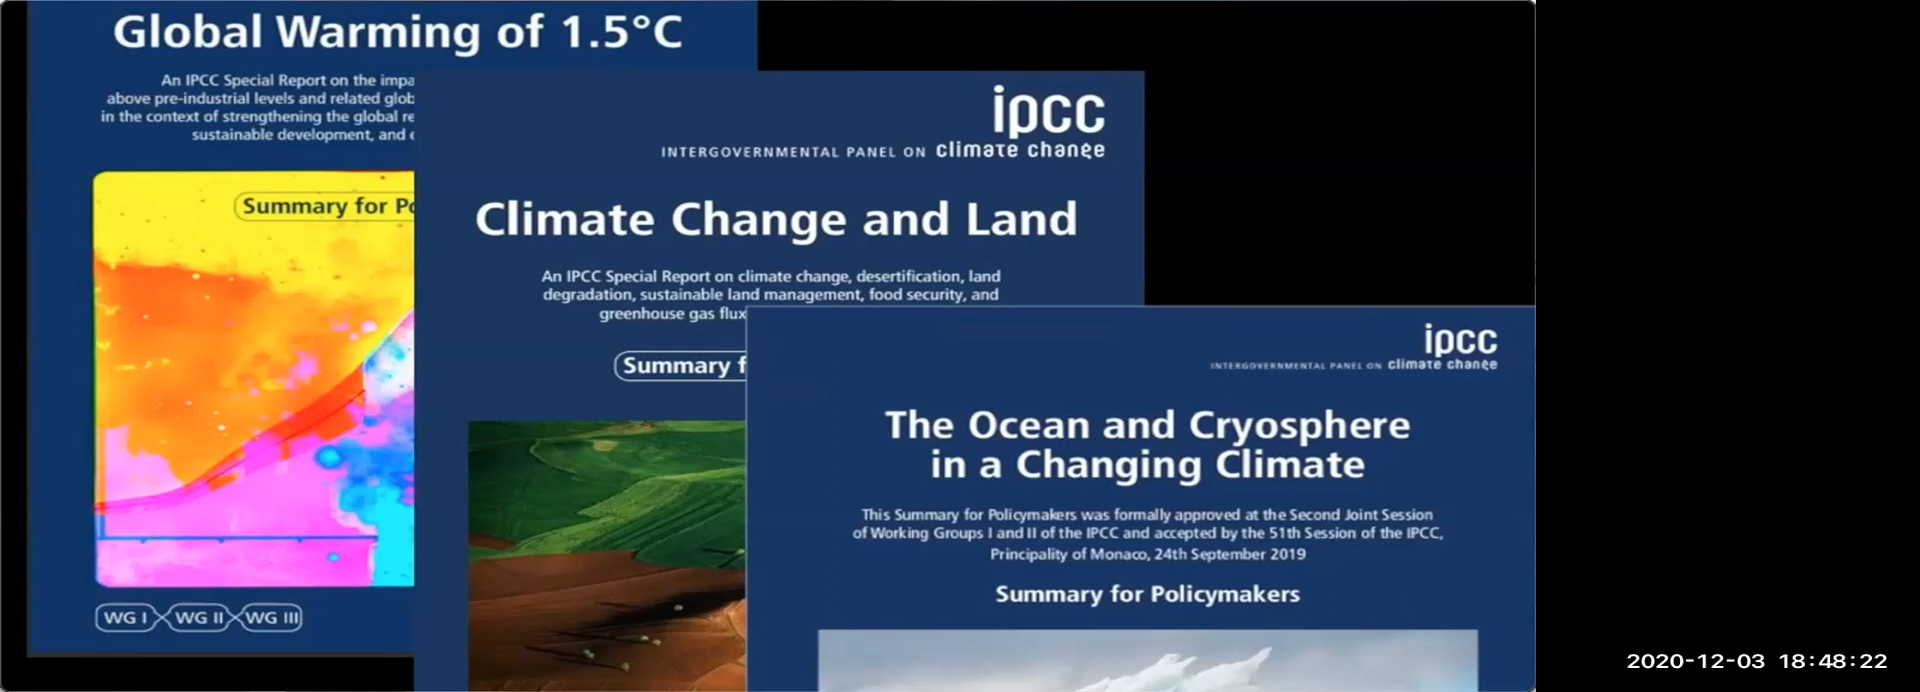 Global Warming of 1.5°C
An IPCC Special Report on the impa
above pre-industrial levels and related glob
in the context of strengthening the global re
sustainable development, and e
Summary for Po
WG I WG II WG III
ipcc
INTERGOVERNMENTAL PANEL ON climate change
Climate Change and Land
An IPCC Special Report on climate change, desertification, land
degradation, sustainable land management, food security, and
greenhouse gas flux
Summary f
ipcc
INTERGOVERNMENTAL PANEL ON climate change
The Ocean and Cryosphere
in a Changing Climate
This Summary for Policymakers was formally approved at the Second Joint Session
of Working Groups I and II of the IPCC and accepted by the 51th Session of the IPCC,
Principality of Monaco, 24th September 2019
Summary for Policymakers
2020-12-03 18:48:22